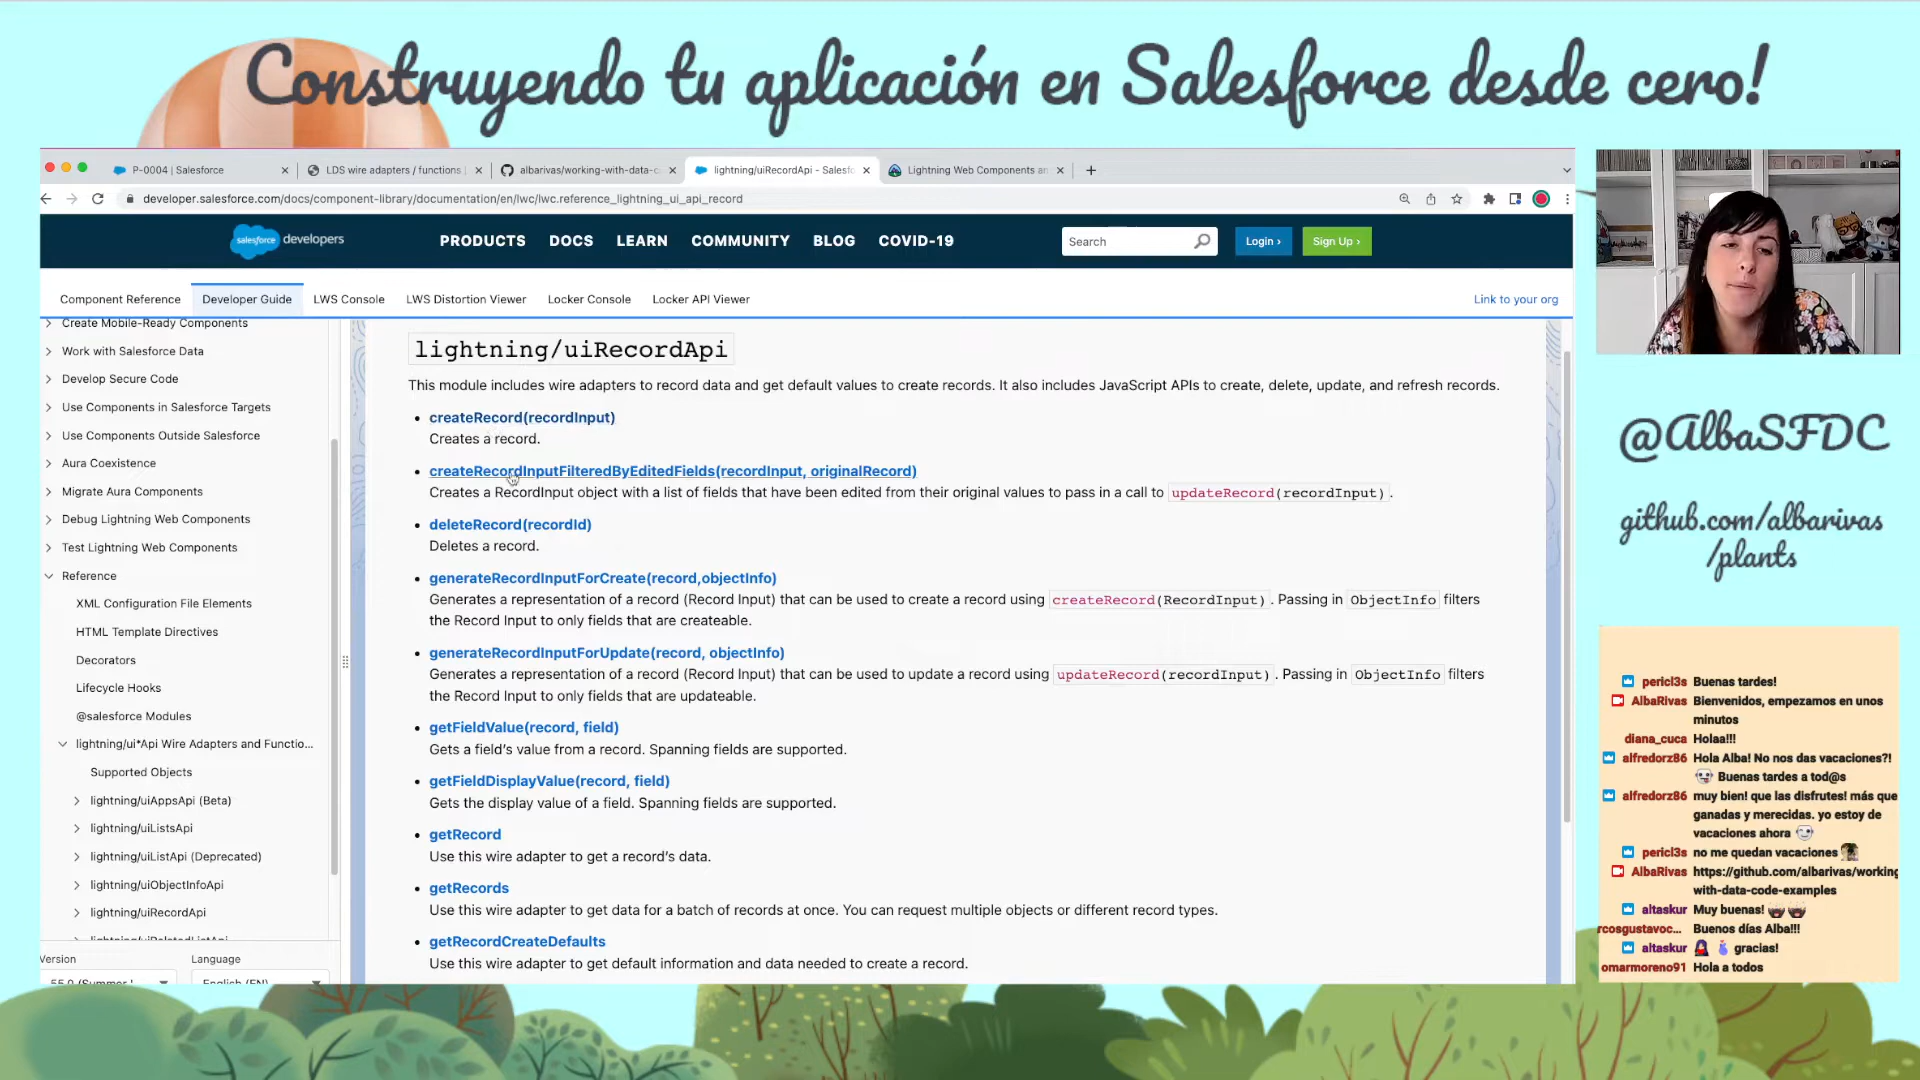 Construyendo tu aplicación en Salesforce desde cero!
P-0004 | Salesforce
LDS wire adapters / functions
albarivas/working-with-data-c
lightning/uiRecordApi - Salesfo
Lightning Web Components an
developer.salesforce.com/docs/component-library/documentation/en/lwc/lwc.reference_lightning_ui_api_record
salesforce developers
PRODUCTS DOCS LEARN COMMUNITY BLOG COVID-19
Search
Login ›
Sign Up ›
Component Reference
Developer Guide
LWS Console
LWS Distortion Viewer
Locker Console
Locker API Viewer
Link to your org
Create Mobile-Ready Components
Work with Salesforce Data
Develop Secure Code
Use Components in Salesforce Targets
Use Components Outside Salesforce
Aura Coexistence
Migrate Aura Components
Debug Lightning Web Components
Test Lightning Web Components
Reference
XML Configuration File Elements
HTML Template Directives
Decorators
Lifecycle Hooks
@salesforce Modules
lightning/ui*Api Wire Adapters and Functio...
Supported Objects
lightning/uiAppsApi (Beta)
lightning/uiListsApi
lightning/uiListApi (Deprecated)
lightning/uiObjectInfoApi
lightning/uiRecordApi
lightning/uiRelatedListApi
Version
Language
55.0 (Summer '
English (EN)
lightning/uiRecordApi
This module includes wire adapters to record data and get default values to create records. It also includes JavaScript APIs to create, delete, update, and refresh records.
• createRecord(recordInput)
Creates a record.
• createRecordInputFilteredByEditedFields(recordInput, originalRecord)
Creates a RecordInput object with a list of fields that have been edited from their original values to pass in a call to updateRecord(recordInput).
• deleteRecord(recordId)
Deletes a record.
• generateRecordInputForCreate(record,objectInfo)
Generates a representation of a record (Record Input) that can be used to create a record using createRecord(RecordInput). Passing in ObjectInfo filters
the Record Input to only fields that are createable.
• generateRecordInputForUpdate(record, objectInfo)
Generates a representation of a record (Record Input) that can be used to update a record using updateRecord(recordInput). Passing in ObjectInfo filters
the Record Input to only fields that are updateable.
• getFieldValue(record, field)
Gets a field's value from a record. Spanning fields are supported.
• getFieldDisplayValue(record, field)
Gets the display value of a field. Spanning fields are supported.
• getRecord
Use this wire adapter to get a record's data.
• getRecords
Use this wire adapter to get data for a batch of records at once. You can request multiple objects or different record types.
• getRecordCreateDefaults
Use this wire adapter to get default information and data needed to create a record.
@AlbaSFDC
github.com/albarivas
/plants
pericl3s Buenas tardes!
AlbaRivas Bienvenidos, empezamos en unos
minutos
diana_cuca Holaa!!!
alfredorz86 Hola Alba! No nos das vacaciones?!
Buenas tardes a tod@s
alfredorz86 muy bien! que las disfrutes! más que
ganadas y merecidas. yo estoy de
vacaciones ahora
pericl3s no me quedan vacaciones
AlbaRivas https://github.com/albarivas/working
with-data-code-examples
altaskur Muy buenas!
rcosgustavoc... Buenos días Alba!!!
altaskur gracias!
omarmoreno91 Hola a todos